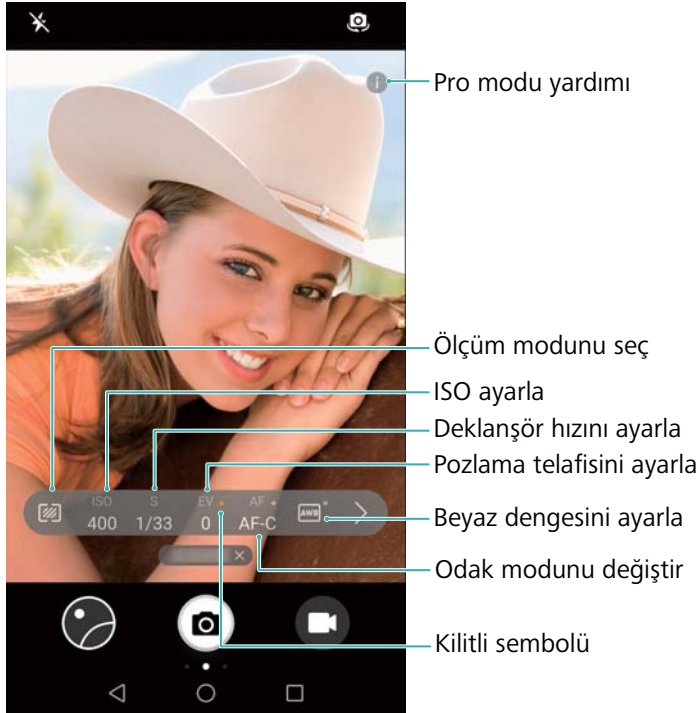 i
Pro modu yardımı
Ölçüm modunu seç
ISO ayarla
Deklanşör hızını ayarla
Pozlama telafisini ayarla
ISO S EV AF
400 1/33 0 AF-C AWB
Beyaz dengesini ayarla
Odak modunu değiştir
Kilitli sembolü